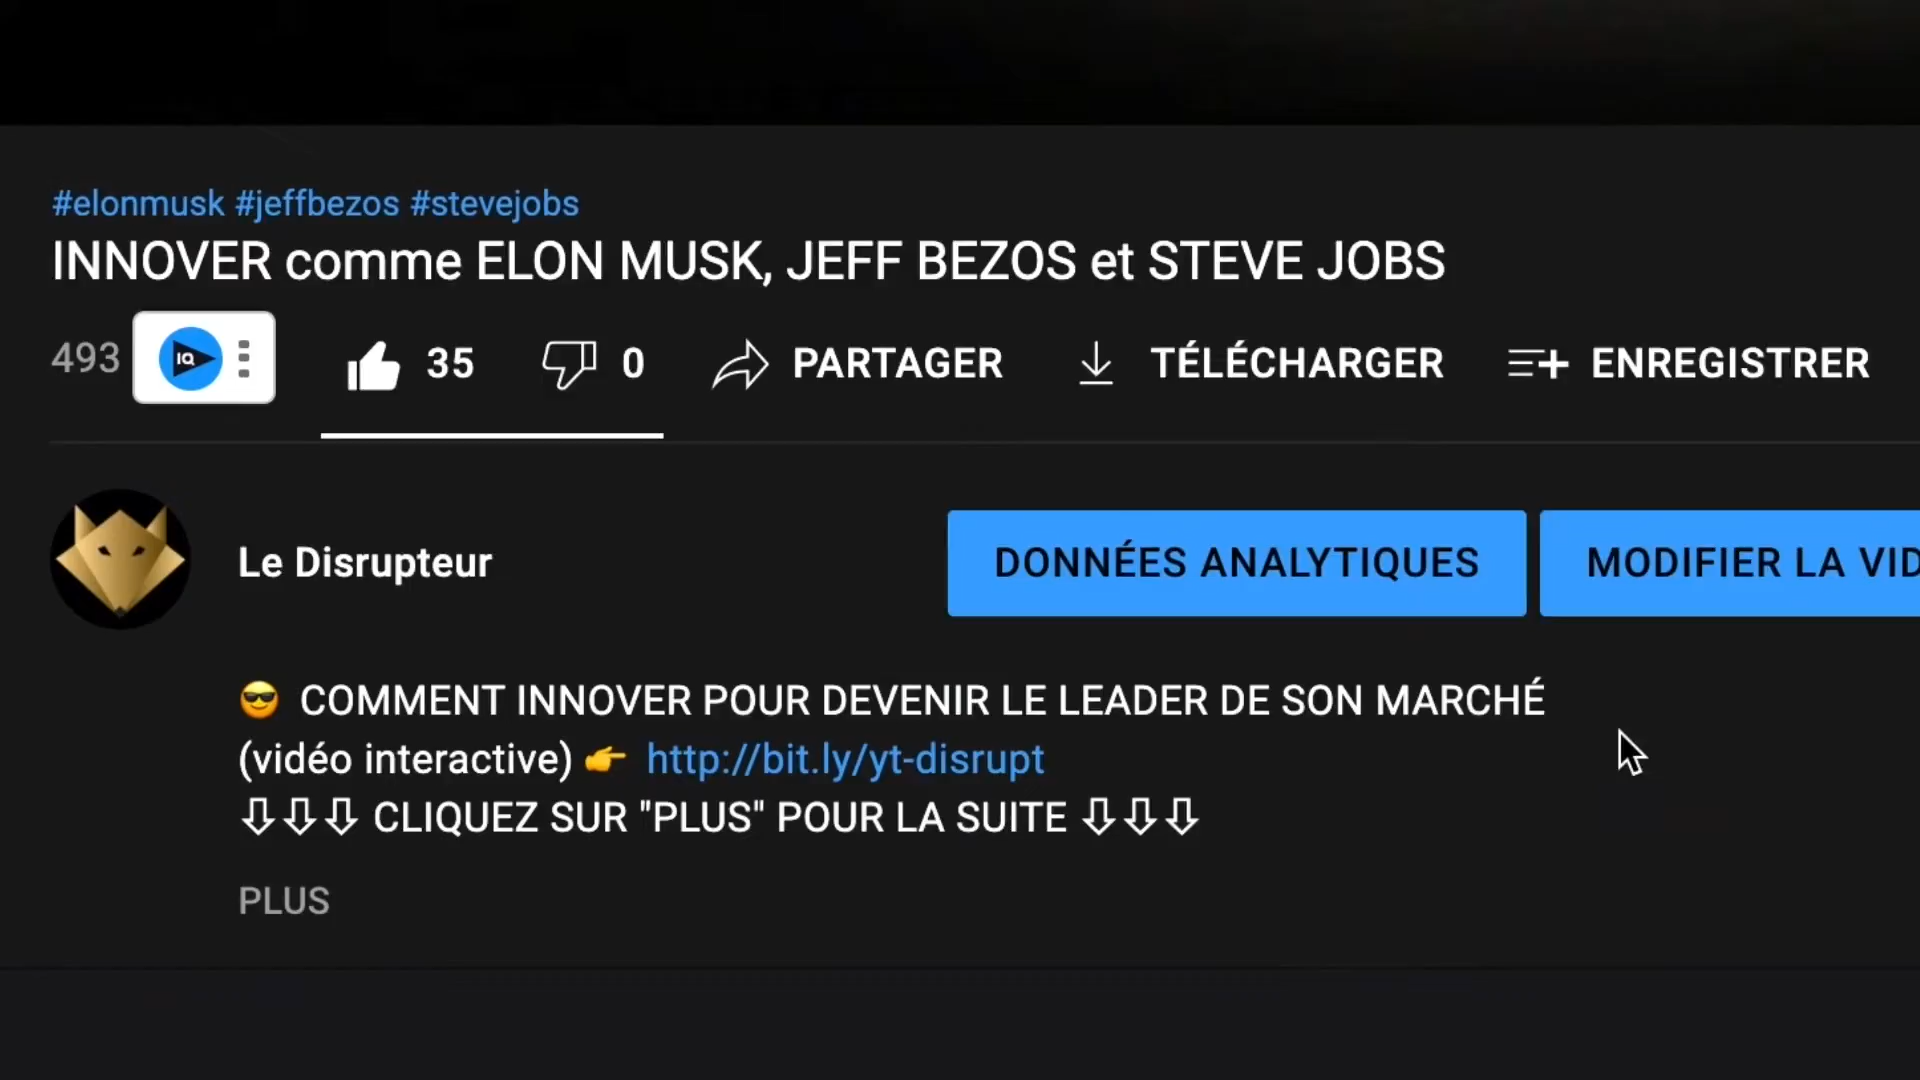 #elonmusk #jeffbezos #stevejobs
INNOVER comme ELON MUSK, JEFF BEZOS et STEVE JOBS
493 IQ 35 0 PARTAGER TÉLÉCHARGER ENREGISTRER
Le Disrupteur DONNÉES ANALYTIQUES MODIFIER LA VID
😎 COMMENT INNOVER POUR DEVENIR LE LEADER DE SON MARCHÉ
(vidéo interactive) 👉 http://bit.ly/yt-disrupt
⇩⇩⇩ CLIQUEZ SUR "PLUS" POUR LA SUITE ⇩⇩⇩
PLUS